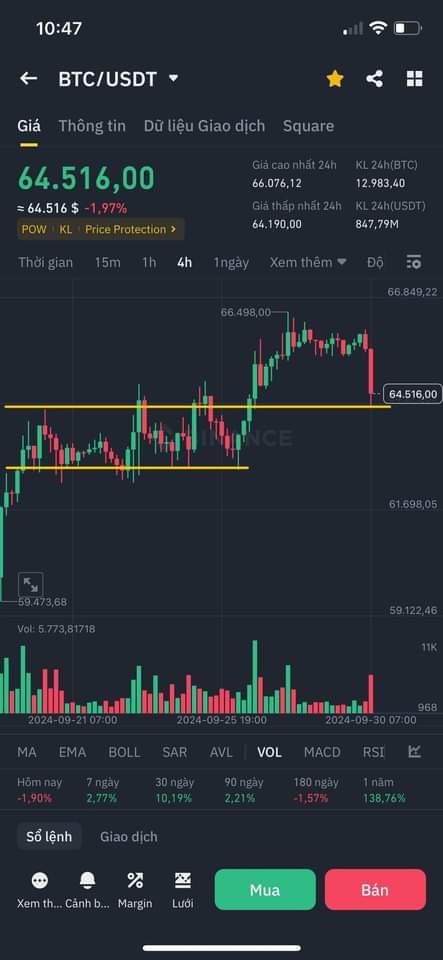 10:47
BTC/USDT
Giá Thông tin Dữ liệu Giao dịch Square
64.516,00
≈ 64.516 $ -1,97%
POW KL Price Protection >
Giá cao nhất 24h KL 24h(BTC)
66.076,12 12.983,40
Giá thấp nhất 24h KL 24h(USDT)
64.190,00 847,79M
Thời gian 15m 1h 4h 1ngày Xem thêm Độ
66.849,22
66.498,00
64.516,00
BINANCE
61.698,05
59.473,68
59.122,46
Vol: 5.773,81718
11K
968
2024-09-21 07:00 2024-09-25 19:00 2024-09-30 07:00
MA EMA BOLL SAR AVL VOL MACD RSI
Hôm nay 7 ngày 30 ngày 90 ngày 180 ngày 1 năm
-1,90% 2,77% 10,19% 2,21% -1,57% 138,76%
Sổ lệnh Giao dịch
Xem th... Cảnh b... Margin Lưới Mua Bán